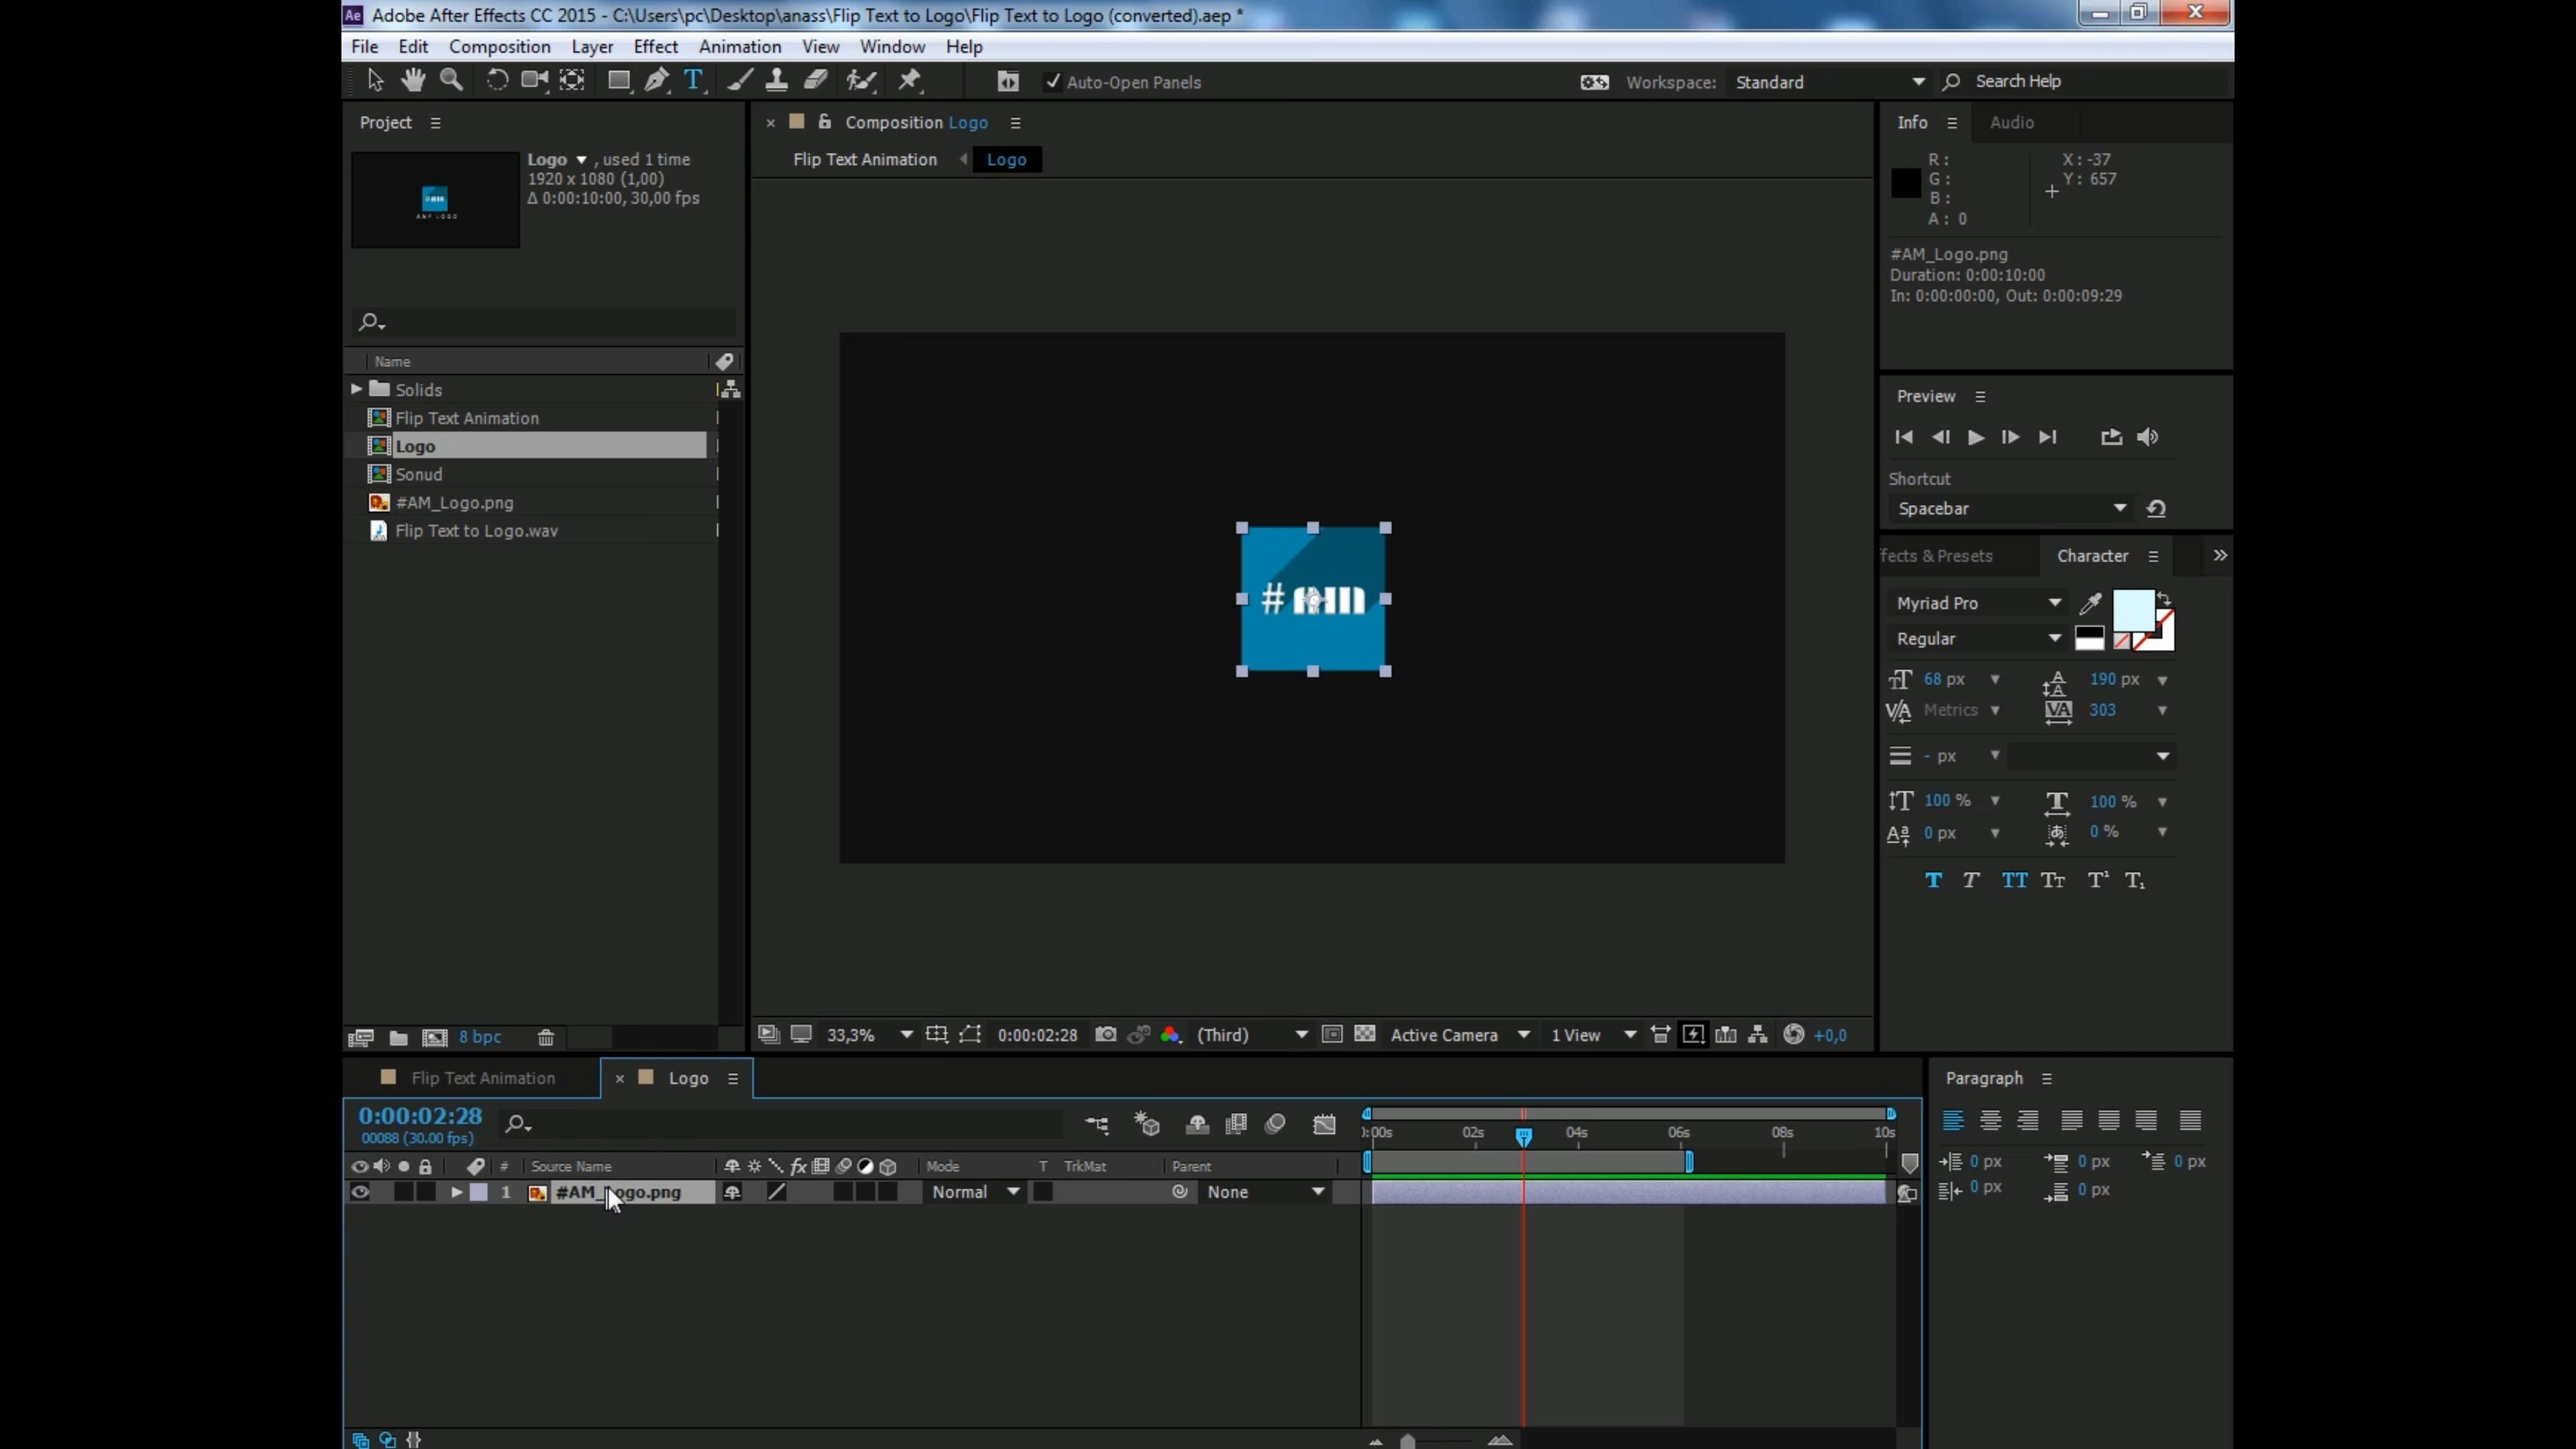 Ae Adobe After Effects CC 2015 - C:\Users\pc\Desktop\anass\Flip Text to Logo\Flip Text to Logo (converted).aep *
File Edit Composition Layer Effect Animation View Window Help
Auto-Open Panels Workspace: Standard Search Help
Project
Logo , used 1 time
1920 x 1080 (1,00)
Δ 0:00:10:00, 30,00 fps
ANY LOGO
Name
Solids
Flip Text Animation
Logo
Sonud
#AM_Logo.png
Flip Text to Logo.wav
8 bpc
Composition Logo
Flip Text Animation Logo
#
33,3% 0:00:02:28 (Third) Active Camera 1 View +0,0
Info Audio
R :
G :
B :
A : 0
X : -37
Y : 657
#AM_Logo.png
Duration: 0:00:10:00
In: 0:00:00:00, Out: 0:00:09:29
Preview
Shortcut
Spacebar
ffects & Presets Character
Myriad Pro
Regular
68 px 190 px
Metrics 303
- px
100 % 100 %
0 px 0 %
Flip Text Animation Logo
0:00:02:28
00088 (30.00 fps)
):00s 02s 04s 06s 08s 10s
# Source Name Mode T TrkMat Parent
1 #AM_Logo.png Normal None
Paragraph
0 px 0 px 0 px
0 px 0 px